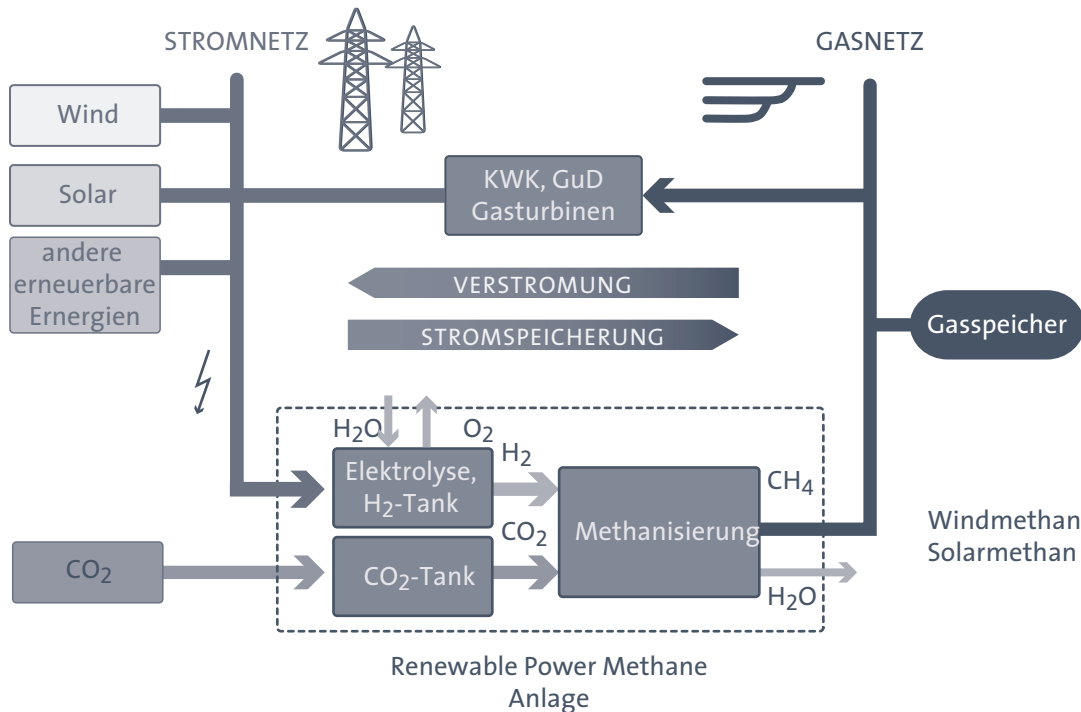 STROMNETZ
GASNETZ
Wind
Solar
andere
erneuerbare
Ernergien
KWK, GuD
Gasturbinen
VERSTROMUNG
STROMSPEICHERUNG
Gasspeicher
H₂O
O₂
H₂
Elektrolyse,
H₂-Tank
CO₂
CO₂-Tank
Methanisierung
CH₄
H₂O
CO₂
Windmethan
Solarmethan
Renewable Power Methane
Anlage